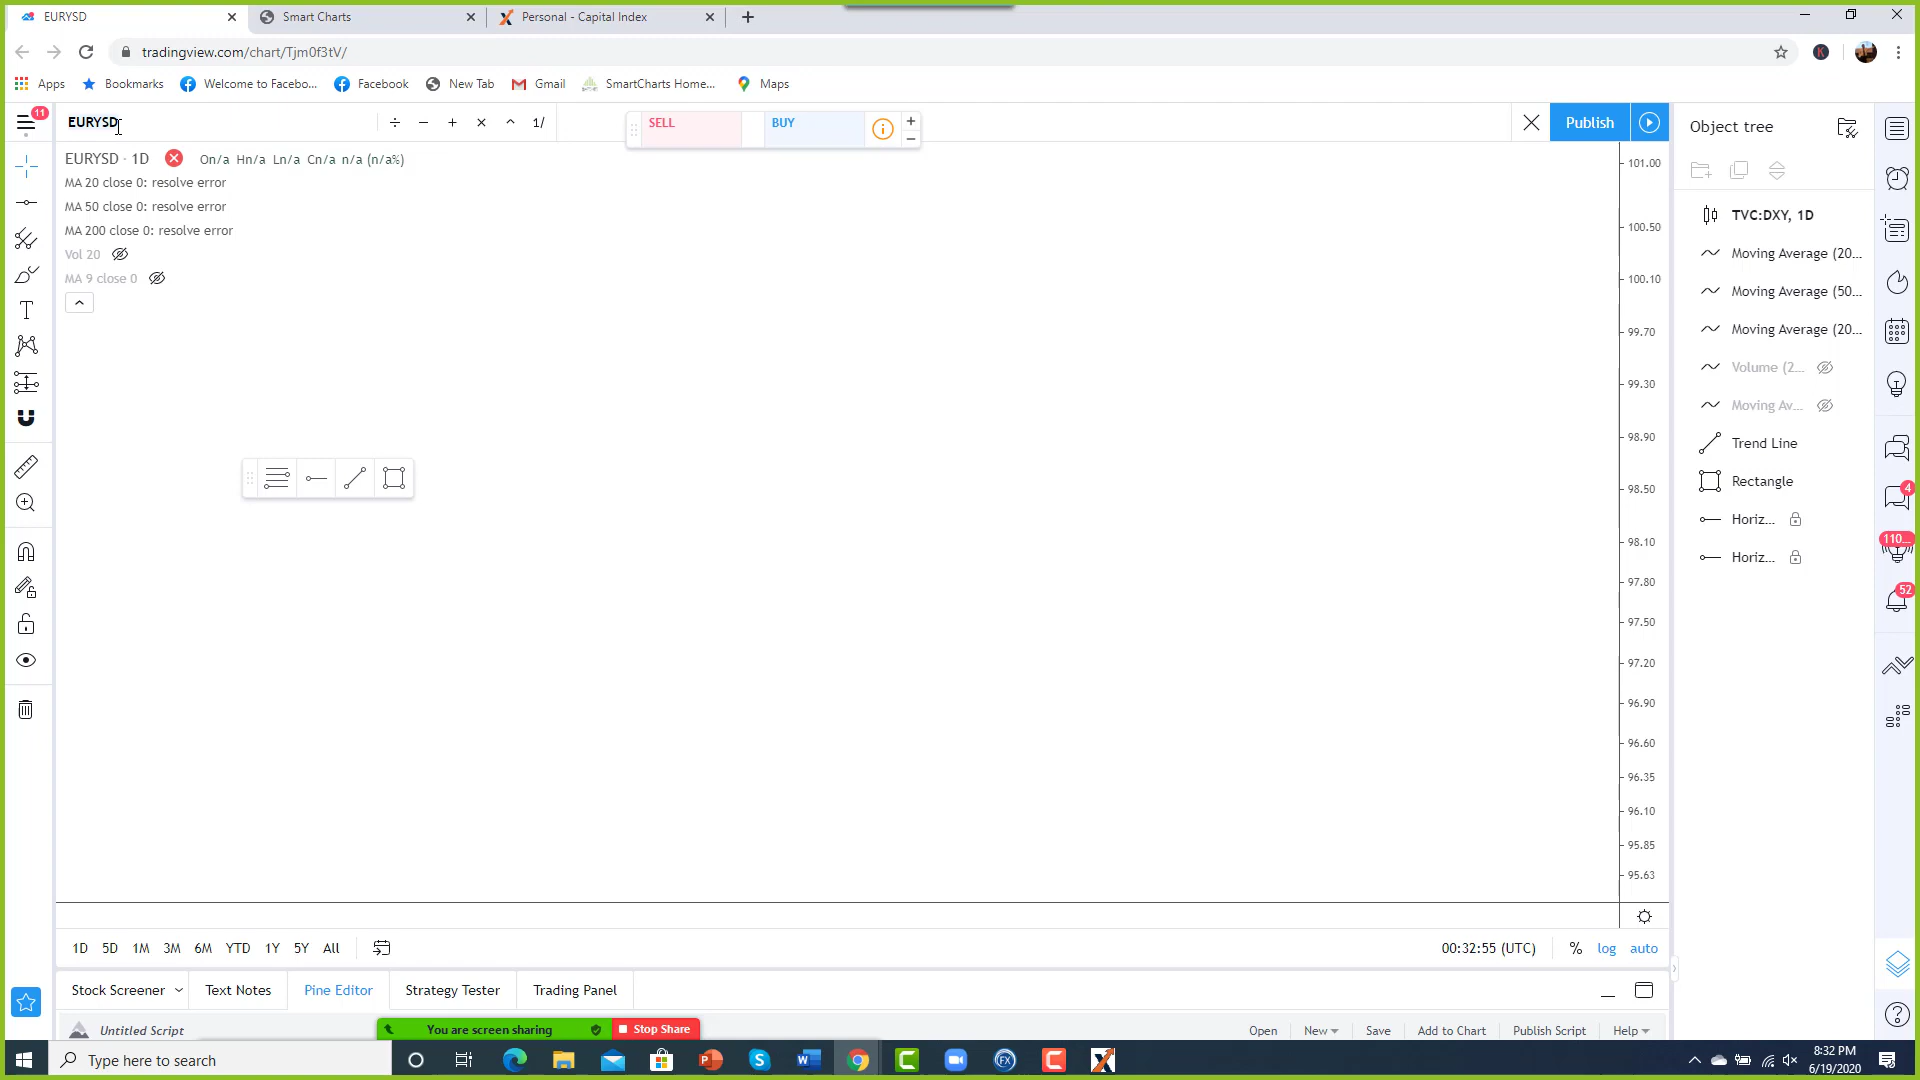 EURYSD
Smart Charts
Personal - Capital Index
tradingview.com/chart/Tjm0f3tV/
K
Apps
Bookmarks
Welcome to Facebo...
Facebook
New Tab
Gmail
SmartCharts Home...
Maps
11
EURYSD
1/
SELL
BUY
Publish
Object tree
EURYSD · 1D
On/a Hn/a Ln/a Cn/a n/a (n/a%)
MA 20 close 0: resolve error
MA 50 close 0: resolve error
MA 200 close 0: resolve error
Vol 20
MA 9 close 0
101.00
100.50
100.10
99.70
99.30
98.90
98.50
98.10
97.80
97.50
97.20
96.90
96.60
96.35
96.10
95.85
95.63
TVC:DXY, 1D
Moving Average (20...
Moving Average (50...
Moving Average (20...
Volume (2...
Moving Av...
Trend Line
Rectangle
Horiz...
Horiz...
4
110...
52
1D 5D 1M 3M 6M YTD 1Y 5Y All
00:32:55 (UTC)
% log auto
Stock Screener
Text Notes
Pine Editor
Strategy Tester
Trading Panel
Untitled Script
You are screen sharing
Stop Share
Open
New
Save
Add to Chart
Publish Script
Help
Type here to search
8:32 PM
6/19/2020